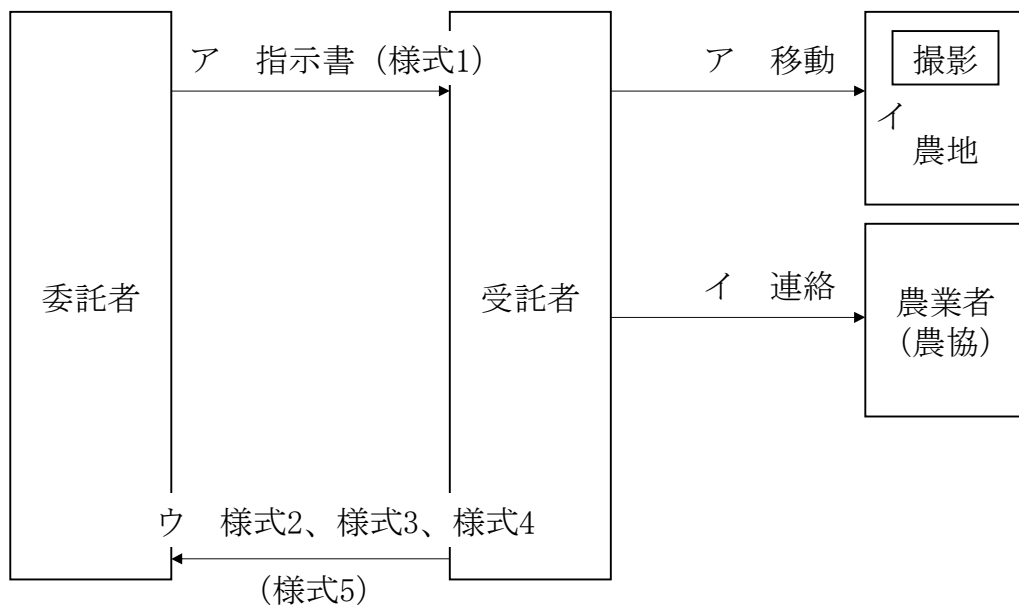 ア　指示書（様式1）
ア　移動
撮影
イ
農地
委託者
受託者
イ　連絡
農業者
（農協）
ウ　様式2、様式3、様式4
（様式5）